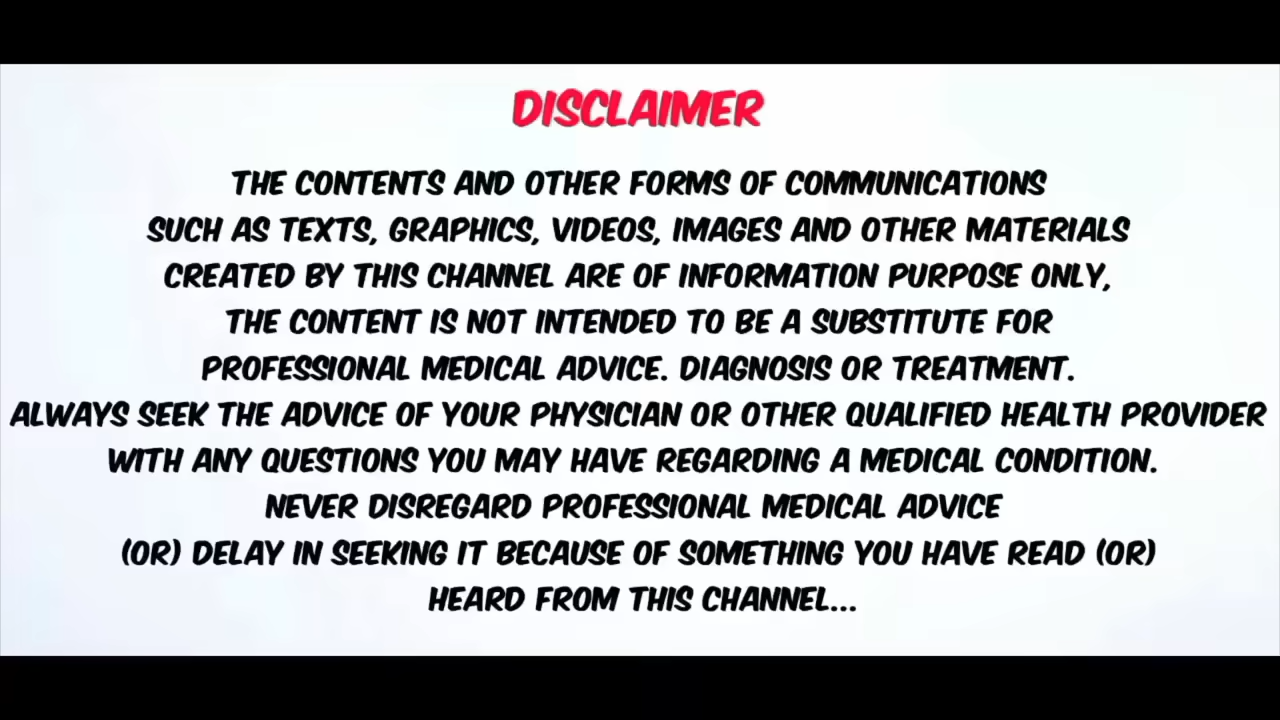 DISCLAIMER
THE CONTENTS AND OTHER FORMS OF COMMUNICATIONS
SUCH AS TEXTS, GRAPHICS, VIDEOS, IMAGES AND OTHER MATERIALS
CREATED BY THIS CHANNEL ARE OF INFORMATION PURPOSE ONLY,
THE CONTENT IS NOT INTENDED TO BE A SUBSTITUTE FOR
PROFESSIONAL MEDICAL ADVICE. DIAGNOSIS OR TREATMENT.
ALWAYS SEEK THE ADVICE OF YOUR PHYSICIAN OR OTHER QUALIFIED HEALTH PROVIDER
WITH ANY QUESTIONS YOU MAY HAVE REGARDING A MEDICAL CONDITION.
NEVER DISREGARD PROFESSIONAL MEDICAL ADVICE
(OR) DELAY IN SEEKING IT BECAUSE OF SOMETHING YOU HAVE READ (OR)
HEARD FROM THIS CHANNEL...